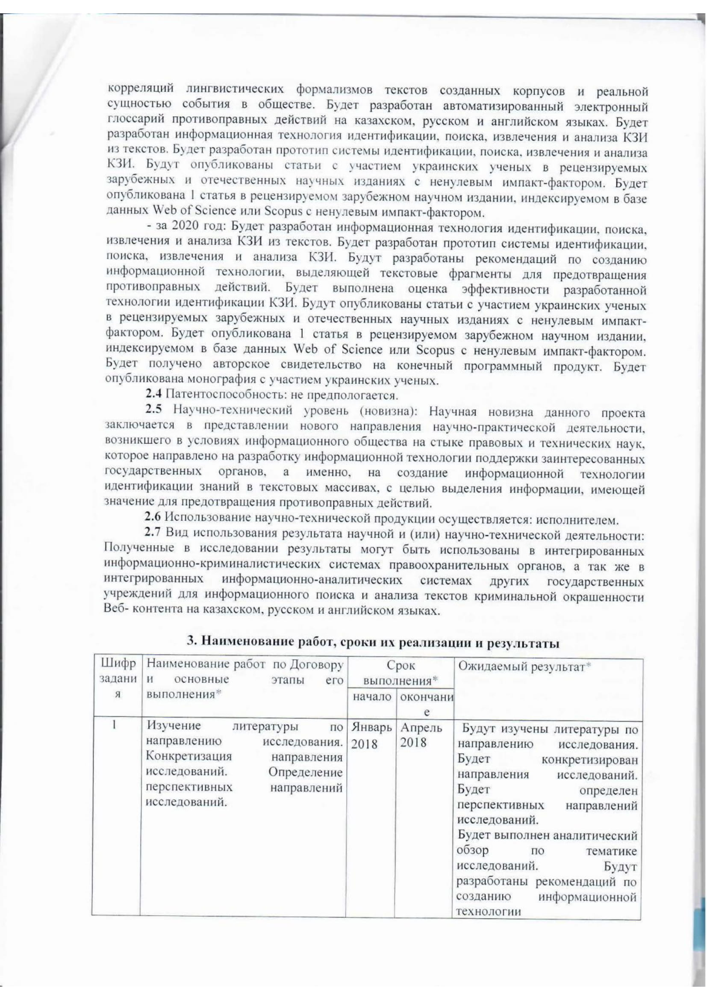 корреляций лингвистических формализмов текстов созданных корпусов и реальной
сущностью события в обществе. Будет разработан автоматизированный электронный
глоссарий противоправных действий на казахском, русском и английском языках. Будет
разработан информационная технология идентификации, поиска, извлечения и анализа КЗИ
из текстов. Будет разработан прототип системы идентификации, поиска, извлечения и анализа
КЗИ. Будут опубликованы статьи с участием украинских ученых в рецензируемых
зарубежных и отечественных научных изданиях с ненулевым импакт-фактором. Будет
опубликована 1 статья в рецензируемом зарубежном научном издании, индексируемом в базе
данных Web of Science или Scopus с ненулевым импакт-фактором.
- за 2020 год: Будет разработан информационная технология идентификации, поиска,
извлечения и анализа КЗИ из текстов. Будет разработан прототип системы идентификации,
поиска, извлечения и анализа КЗИ. Будут разработаны рекомендаций по созданию
информационной технологии, выделяющей текстовые фрагменты для предотвращения
противоправных действий. Будет выполнена оценка эффективности разработанной
технологии идентификации КЗИ. Будут опубликованы статьи с участием украинских ученых
в рецензируемых зарубежных и отечественных научных изданиях с ненулевым импакт-
фактором. Будет опубликована 1 статья в рецензируемом зарубежном научном издании,
индексируемом в базе данных Web of Science или Scopus с ненулевым импакт-фактором.
Будет получено авторское свидетельство на конечный программный продукт. Будет
опубликована монография с участием украинских ученых.
2.4 Патентоспособность: не предпологается.
2.5 Научно-технический уровень (новизна): Научная новизна данного проекта
заключается в представлении нового направления научно-практической деятельности,
возникшего в условиях информационного общества на стыке правовых и технических наук,
которое направлено на разработку информационной технологии поддержки заинтересованных
государственных органов, а именно, на создание информационной технологии
идентификации знаний в текстовых массивах, с целью выделения информации, имеющей
значение для предотвращения противоправных действий.
2.6 Использование научно-технической продукции осуществляется: исполнителем.
2.7 Вид использования результата научной и (или) научно-технической деятельности:
Полученные в исследовании результаты могут быть использованы в интегрированных
информационно-криминалистических системах правоохранительных органов, а так же в
интегрированных информационно-аналитических системах других государственных
учреждений для информационного поиска и анализа текстов криминальной окрашенности
Веб- контента на казахском, русском и английском языках.
3. Наименование работ, сроки их реализации и результаты
Шифр
задани
я
Наименование работ по Договору
и основные этапы его
выполнения*
Срок
выполнения*
начало
окончани
е
Ожидаемый результат*
1
Изучение литературы по
направлению исследования.
Конкретизация направления
исследований. Определение
перспективных направлений
исследований.
Январь
2018
Апрель
2018
Будут изучены литературы по
направлению исследования.
Будет конкретизирован
направления исследований.
Будет определен
перспективных направлений
исследований.
Будет выполнен аналитический
обзор по тематике
исследований. Будут
разработаны рекомендаций по
созданию информационной
технологии